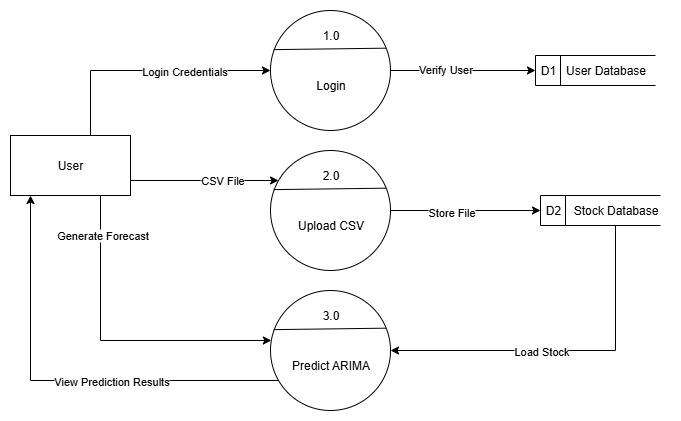 1.0
Login Credentials
Login
Verify User
D1
User Database
User
2.0
CSV File
Upload CSV
Store File
D2
Stock Database
Generate Forecast
3.0
Predict ARIMA
Load Stock
View Prediction Results